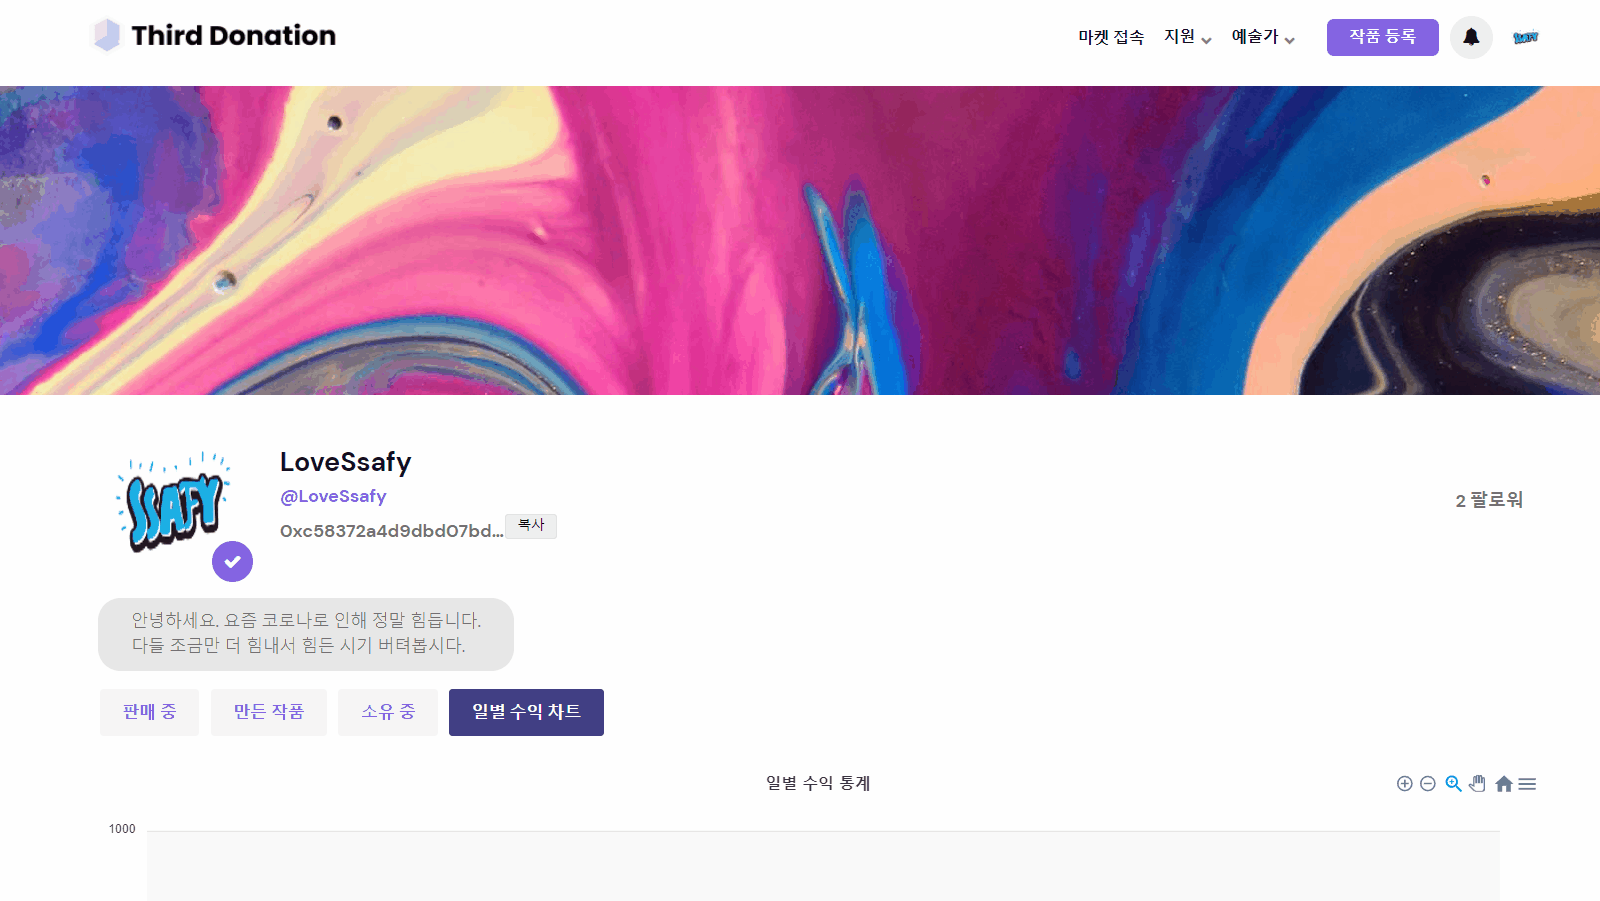 Third Donation
마켓 접속 지원 예술가 작품 등록
SSAFY
SSAFY
LoveSsafy
@LoveSsafy
0xc58372a4d9dbd07bd... 복사
2 팔로워
안녕하세요. 요즘 코로나로 인해 정말 힘듭니다.
다들 조금만 더 힘내서 힘든 시기 버텨봅시다.
판매 중 만든 작품 소유 중 일별 수익 차트
일별 수익 통계
1000